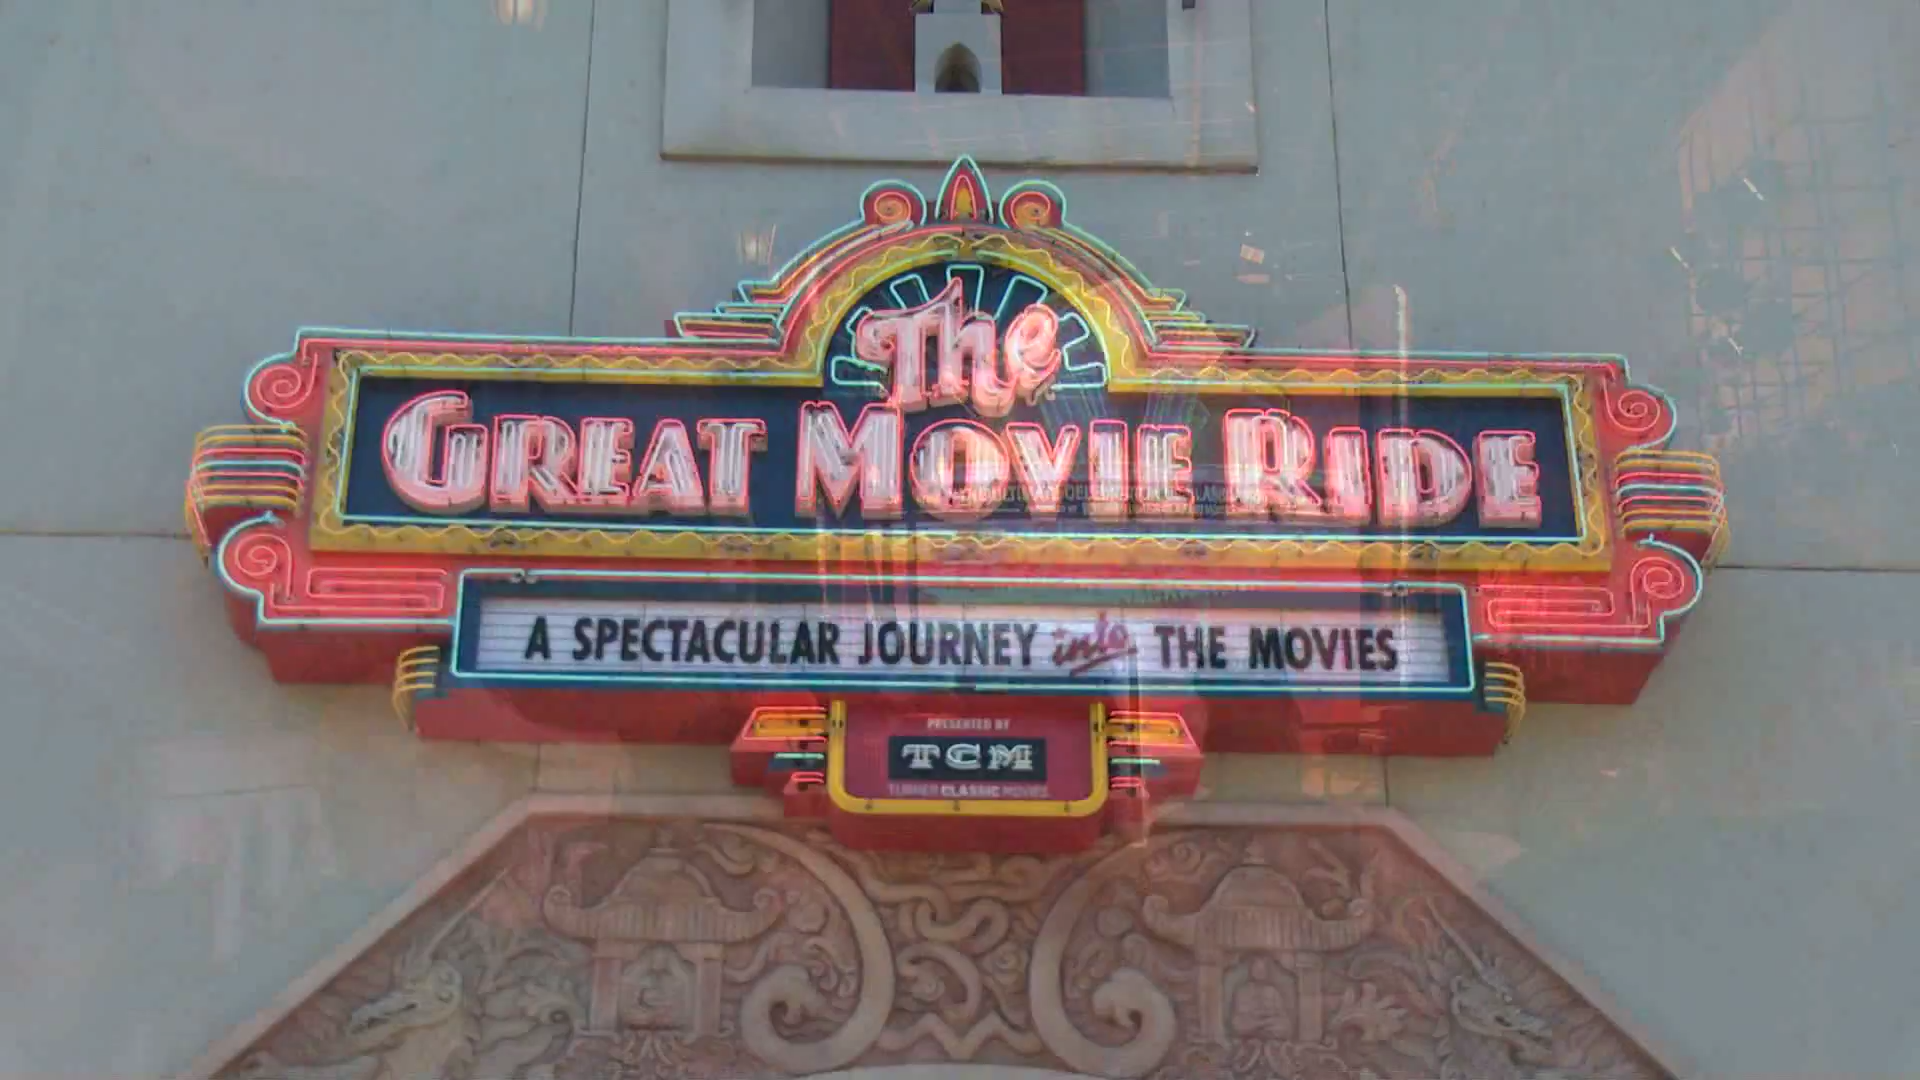 The
GREAT MOVIE RIDE
A SPECTACULAR JOURNEY into THE MOVIES
PRESENTED BY
TCM
TURNER CLASSIC MOVIES